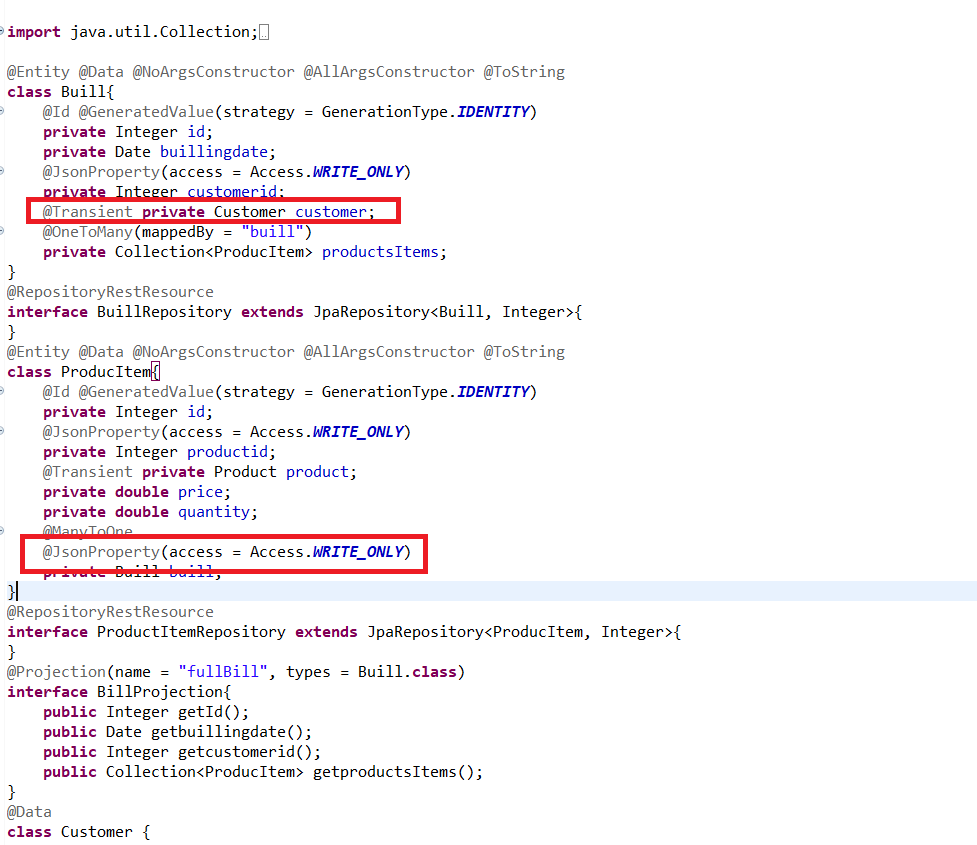 import java.util.Collection;
@Entity @Data @NoArgsConstructor @AllArgsConstructor @ToString
class Buill{
@Id @GeneratedValue(strategy = GenerationType.IDENTITY)
private Integer id;
private Date buillingdate;
@JsonProperty(access = Access.WRITE_ONLY)
private Integer customerid;
@Transient private Customer customer;
@OneToMany(mappedBy = "buill")
private Collection<ProducItem> productsItems;
}
@RepositoryRestResource
interface BuillRepository extends JpaRepository<Buill, Integer>{
}
@Entity @Data @NoArgsConstructor @AllArgsConstructor @ToString
class ProducItem{
@Id @GeneratedValue(strategy = GenerationType.IDENTITY)
private Integer id;
@JsonProperty(access = Access.WRITE_ONLY)
private Integer productid;
@Transient private Product product;
private double price;
private double quantity;
@ManyToOne
@JsonProperty(access = Access.WRITE_ONLY)
private Buill buill;
}
@RepositoryRestResource
interface ProductItemRepository extends JpaRepository<ProducItem, Integer>{
}
@Projection(name = "fullBill", types = Buill.class)
interface BillProjection{
public Integer getId();
public Date getbuillingdate();
public Integer getcustomerid();
public Collection<ProducItem> getproductsItems();
}
@Data
class Customer {